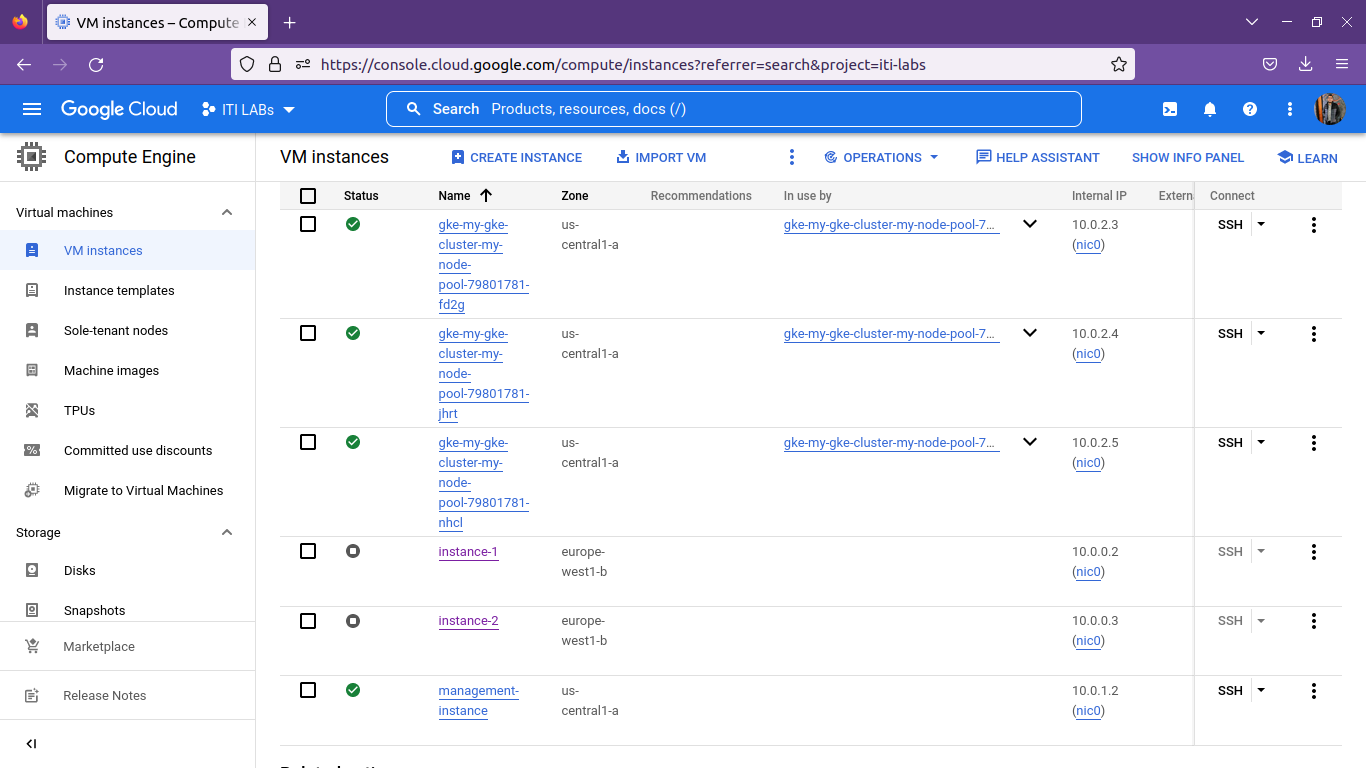 VM instances – Compute
https://console.cloud.google.com/compute/instances?referrer=search&project=iti-labs
Google Cloud
ITI LABs
Search Products, resources, docs (/)
Compute Engine
VM instances
CREATE INSTANCE
IMPORT VM
OPERATIONS
HELP ASSISTANT
SHOW INFO PANEL
LEARN
Virtual machines
VM instances
Instance templates
Sole-tenant nodes
Machine images
TPUs
Committed use discounts
Migrate to Virtual Machines
Storage
Disks
Snapshots
Marketplace
Release Notes
Status Name Zone Recommendations In use by Internal IP Extern Connect
gke-my-gke- us- gke-my-gke-cluster-my-node-pool-7… 10.0.2.3 SSH
cluster-my- central1-a (nic0)
node-
pool-79801781-
fd2g
gke-my-gke- us- gke-my-gke-cluster-my-node-pool-7… 10.0.2.4 SSH
cluster-my- central1-a (nic0)
node-
pool-79801781-
jhrt
gke-my-gke- us- gke-my-gke-cluster-my-node-pool-7… 10.0.2.5 SSH
cluster-my- central1-a (nic0)
node-
pool-79801781-
nhcl
instance-1 europe- 10.0.0.2 SSH
west1-b (nic0)
instance-2 europe- 10.0.0.3 SSH
west1-b (nic0)
management- us- 10.0.1.2 SSH
instance central1-a (nic0)